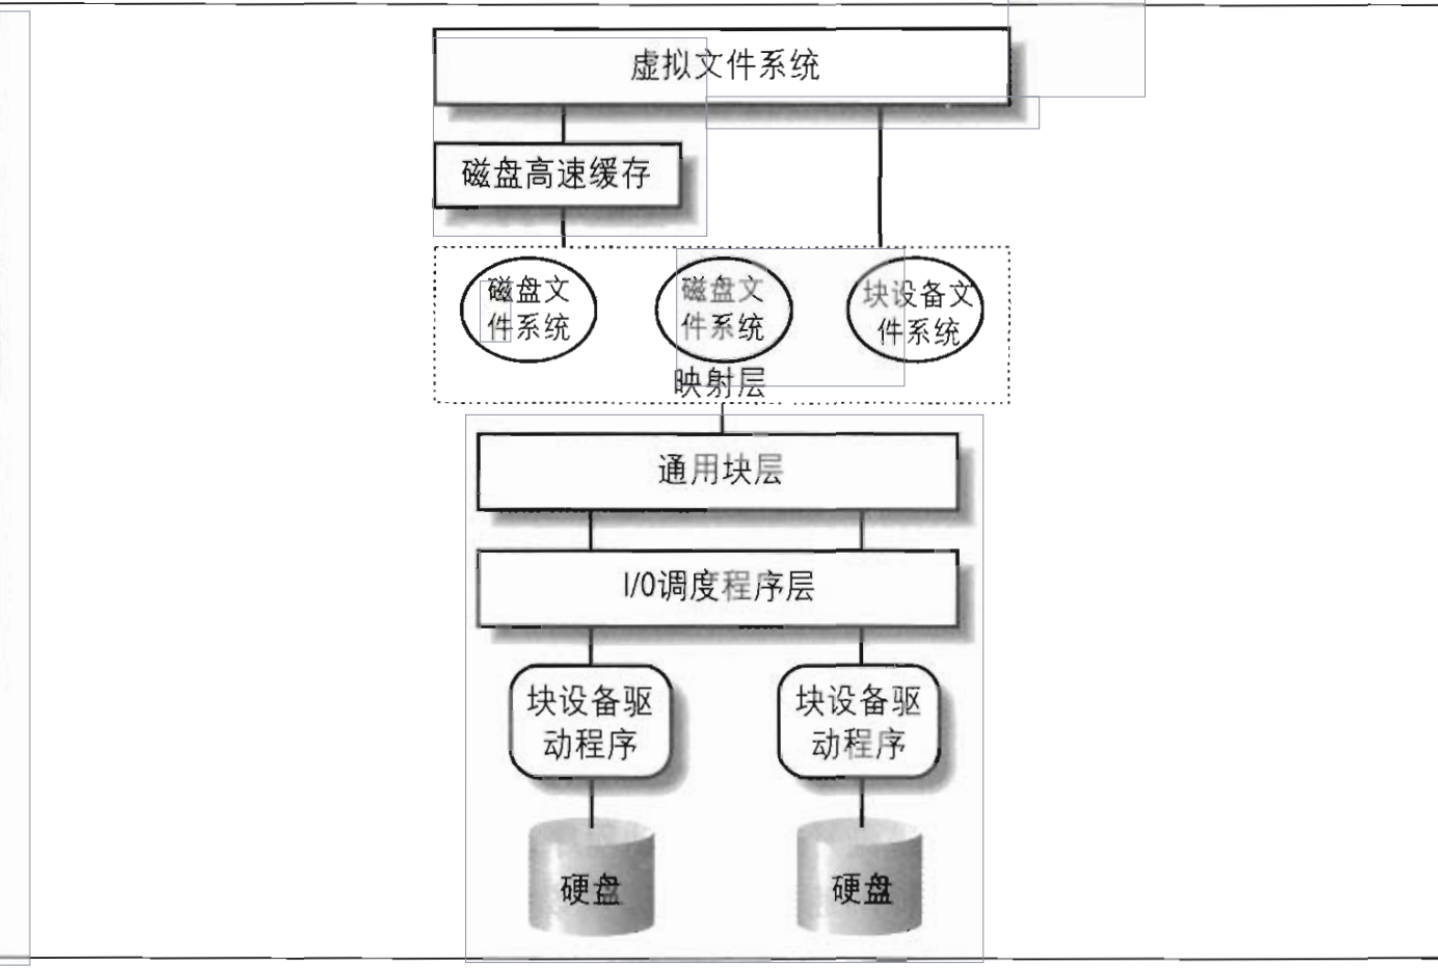 虚拟文件系统
磁盘高速缓存
磁盘文
件系统
磁盘文
件系统
块设备文
件系统
映射层
通用块层
I/O调度程序层
块设备驱
动程序
块设备驱
动程序
硬盘
硬盘